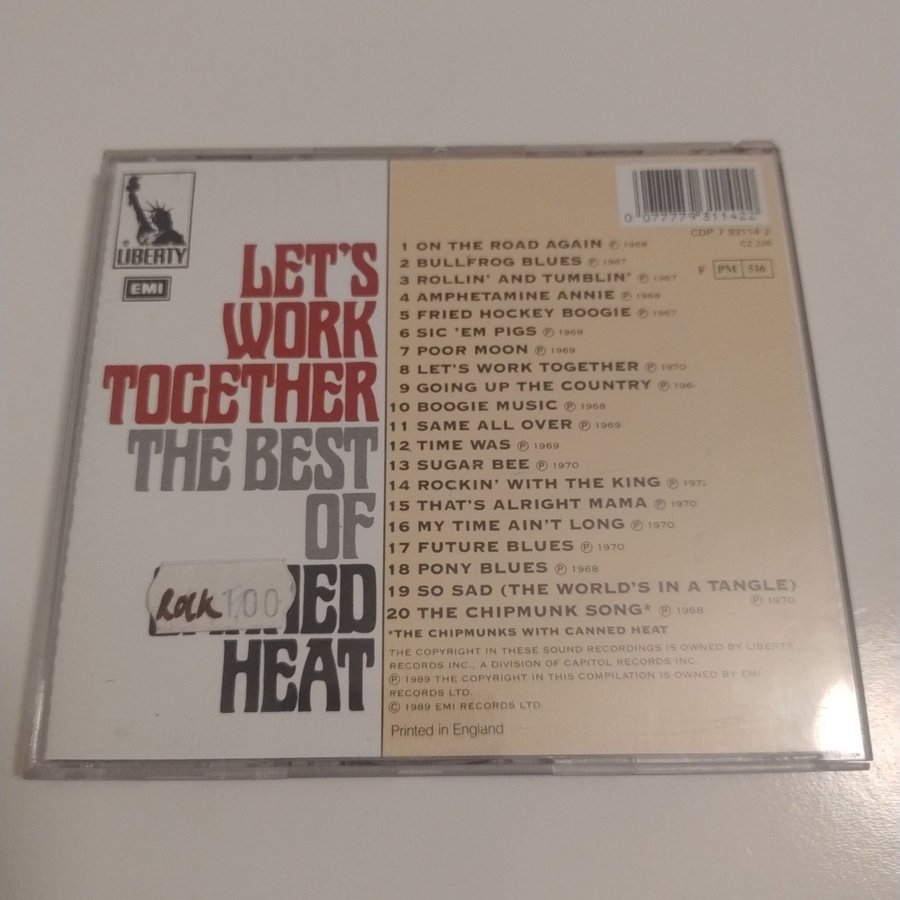 LIBERTY
EMI
LET'S
WORK
TOGETHER
THE BEST
OF
HEAT
Rock 1.00
0 077779 311422
CDP 7 93114 2
CZ 226
F PM 516
1 ON THE ROAD AGAIN Ⓟ 1968
2 BULLFROG BLUES Ⓟ 1967
3 ROLLIN' AND TUMBLIN' Ⓟ 1967
4 AMPHETAMINE ANNIE Ⓟ 1968
5 FRIED HOCKEY BOOGIE Ⓟ 1967
6 SIC 'EM PIGS Ⓟ 1969
7 POOR MOON Ⓟ 1969
8 LET'S WORK TOGETHER Ⓟ 1970
9 GOING UP THE COUNTRY Ⓟ
10 BOOGIE MUSIC Ⓟ 1968
11 SAME ALL OVER Ⓟ 1969
12 TIME WAS Ⓟ 1969
13 SUGAR BEE Ⓟ 1970
14 ROCKIN' WITH THE KING Ⓟ
15 THAT'S ALRIGHT MAMA Ⓟ 1970
16 MY TIME AIN'T LONG Ⓟ 1970
17 FUTURE BLUES Ⓟ 1970
18 PONY BLUES Ⓟ 1968
19 SO SAD (THE WORLD'S IN A TANGLE)
Ⓟ 1970
20 THE CHIPMUNK SONG* Ⓟ 1968
*THE CHIPMUNKS WITH CANNED HEAT
THE COPYRIGHT IN THESE SOUND RECORDINGS IS OWNED BY LIBERTY
RECORDS INC., A DIVISION OF CAPITOL RECORDS INC.
Ⓟ 1989 THE COPYRIGHT IN THIS COMPILATION IS OWNED BY EMI
RECORDS LTD.
© 1989 EMI RECORDS LTD.
Printed in England